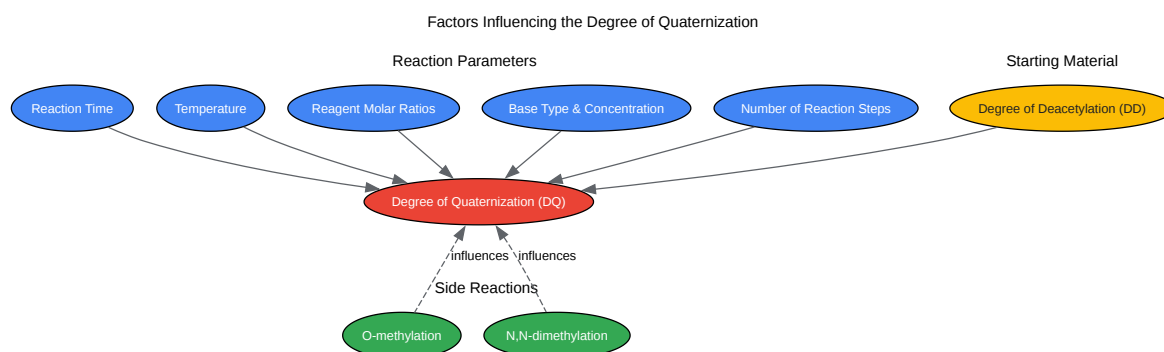 Factors Influencing the Degree of Quaternization
Reaction Parameters
Starting Material
Reaction Time
Temperature
Reagent Molar Ratios
Base Type & Concentration
Number of Reaction Steps
Degree of Deacetylation (DD)
Degree of Quaternization (DQ)
influences
influences
Side Reactions
O-methylation
N,N-dimethylation